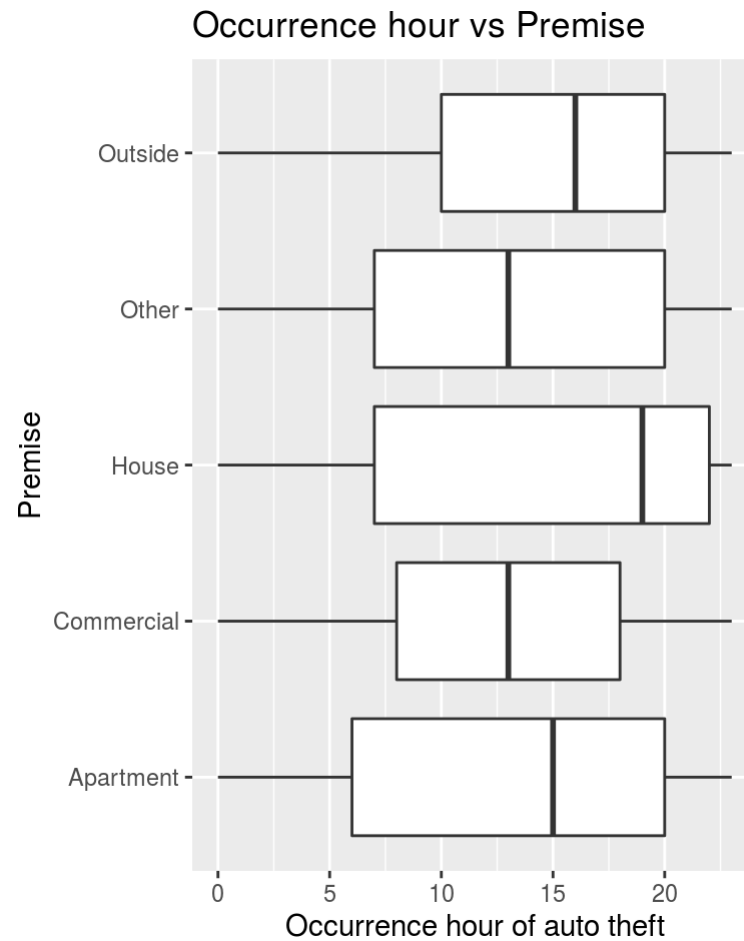 Occurrence hour vs Premise
Outside
Other
House
Commercial
Apartment
Premise
0 5 10 15 20
Occurrence hour of auto theft